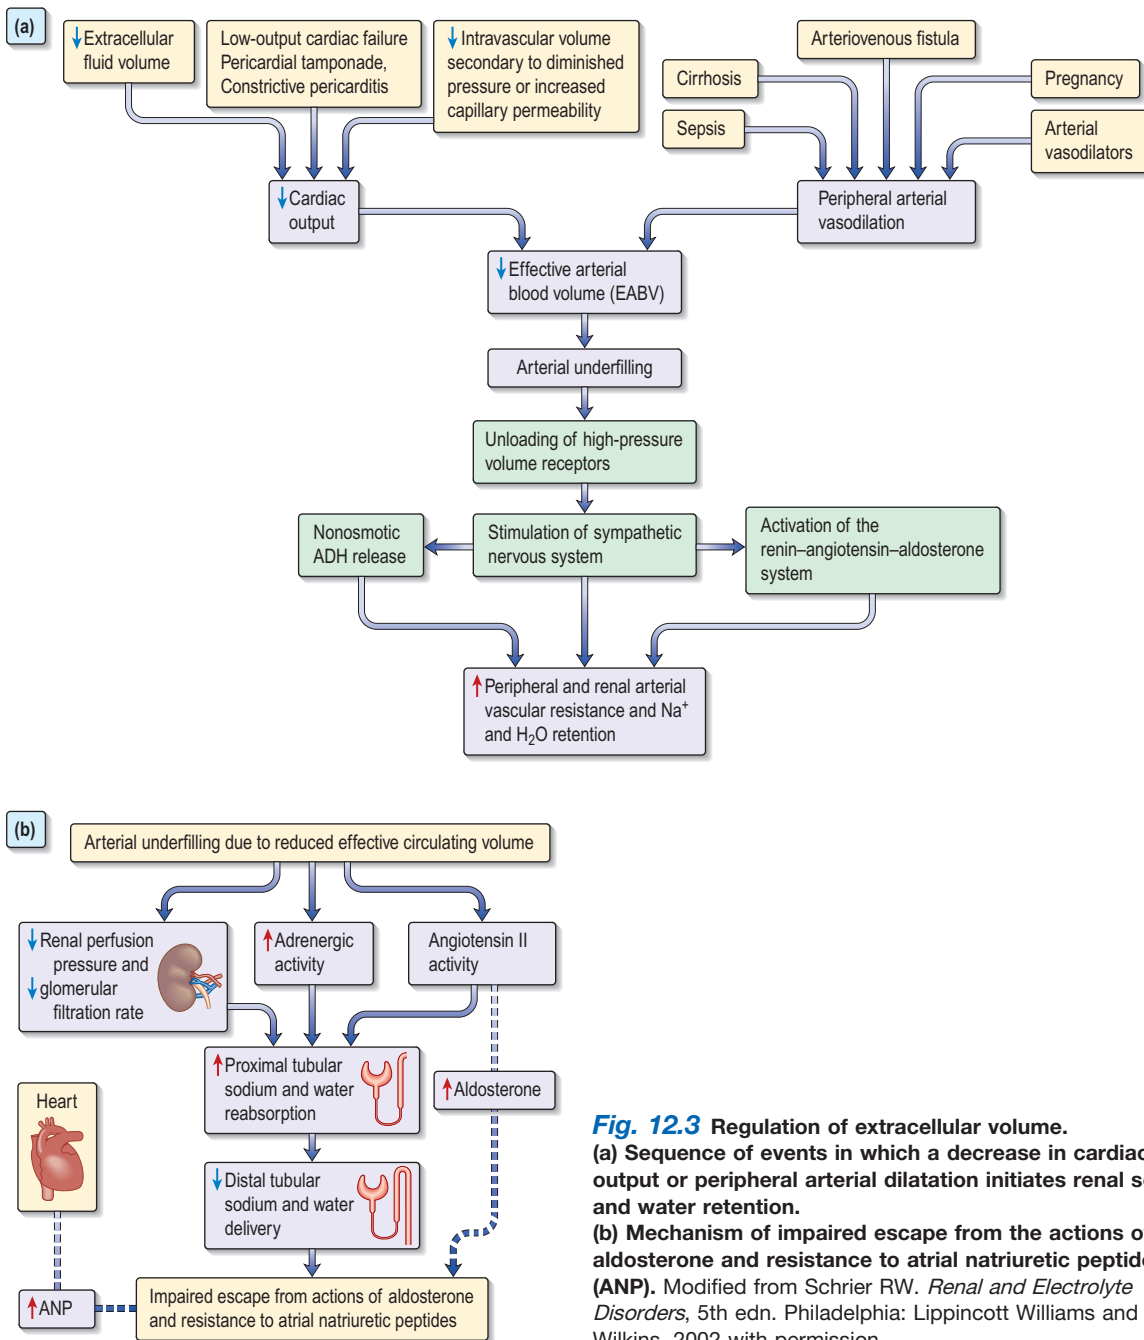 (a)
↓Extracellular
fluid volume
Low-output cardiac failure
Pericardial tamponade,
Constrictive pericarditis
↓Intravascular volume
secondary to diminished
pressure or increased
capillary permeability
Arteriovenous fistula
Cirrhosis
Pregnancy
Sepsis
Arterial
vasodilators
↓Cardiac
output
Peripheral arterial
vasodilation
↓Effective arterial
blood volume (EABV)
Arterial underfilling
Unloading of high-pressure
volume receptors
Nonosmotic
ADH release
Stimulation of sympathetic
nervous system
Activation of the
renin–angiotensin–aldosterone
system
↑Peripheral and renal arterial
vascular resistance and Na⁺
and H₂O retention
(b)
Arterial underfilling due to reduced effective circulating volume
↓Renal perfusion
pressure and
↓glomerular
filtration rate
↑Adrenergic
activity
Angiotensin II
activity
↑Proximal tubular
sodium and water
reabsorption
↑Aldosterone
Heart
↓Distal tubular
sodium and water
delivery
↑ANP
Impaired escape from actions of aldosterone
and resistance to atrial natriuretic peptides
Fig. 12.3 Regulation of extracellular volume.
(a) Sequence of events in which a decrease in cardiac
output or peripheral arterial dilatation initiates renal
and water retention.
(b) Mechanism of impaired escape from the actions
aldosterone and resistance to atrial natriuretic
(ANP). Modified from Schrier RW. Renal and Electrolyte
Disorders, 5th edn. Philadelphia: Lippincott Williams and
Wilkins, 2002 with permission